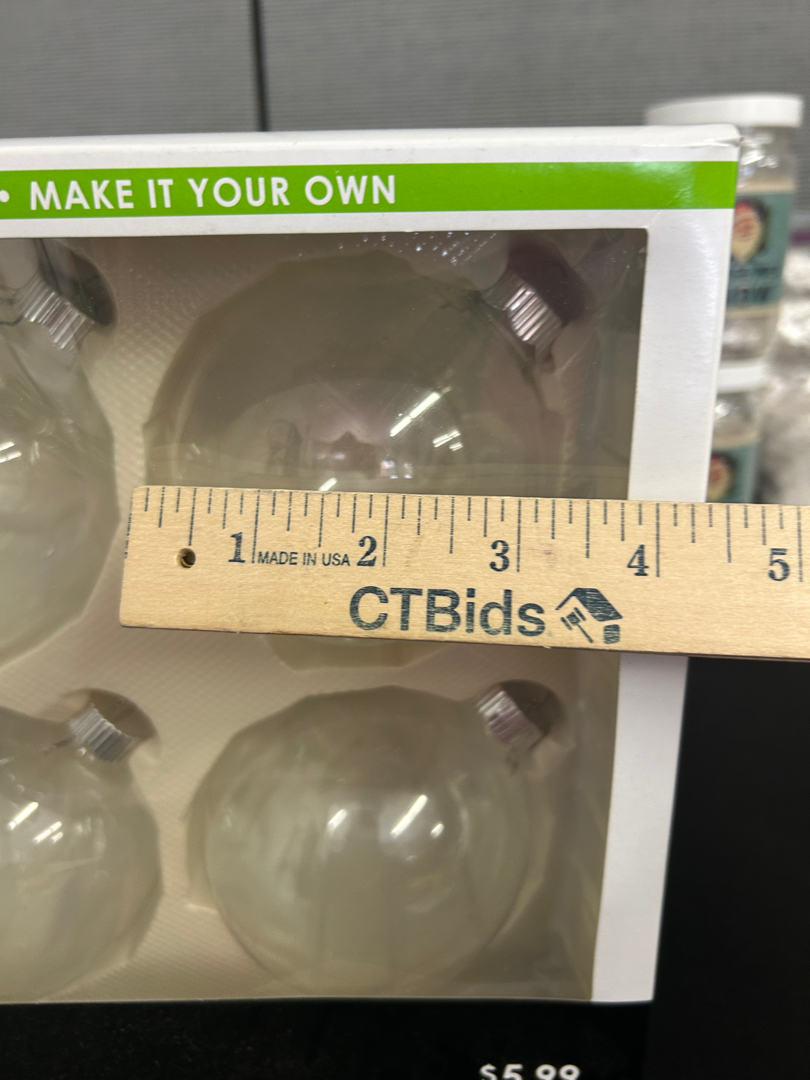 • MAKE IT YOUR OWN
1 MADE IN USA 2 3 4 5
CTBids
$5.99